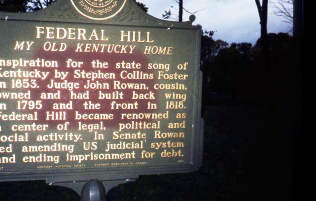 FEDERAL HILL
MY OLD KENTUCKY HOME
nspiration for the state song of
Kentucky by Stephen Collins Foster
n 1853. Judge John Rowan, cousin,
owned and had built back wing
n 1795 and the front in 1818.
Federal Hill became renowned as
a center of legal, political and
social activity. In Senate Rowan
ed amending US judicial system
and ending imprisonment for debt.